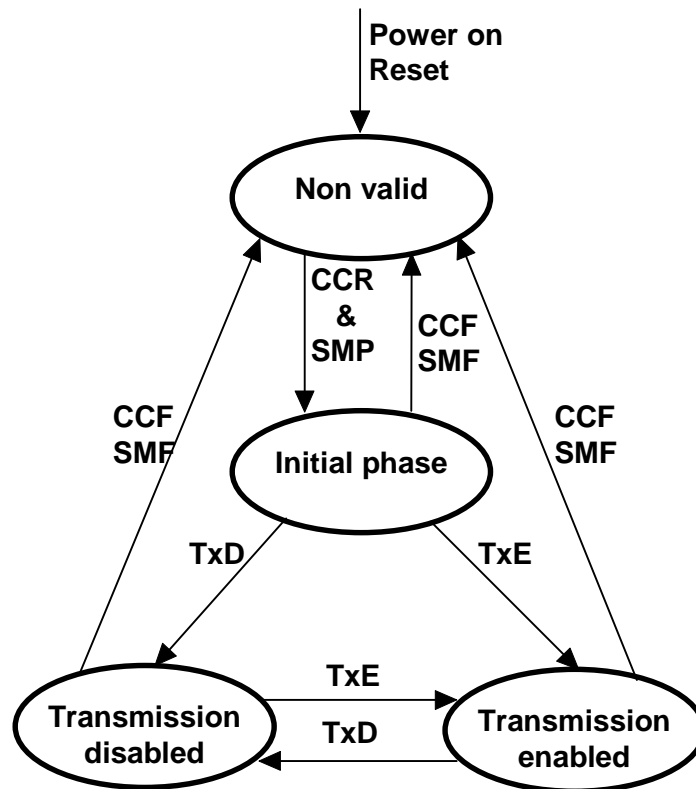 Power on
Reset
Non valid
CCR
&
SMP
CCF
SMF
CCF
SMF
CCF
SMF
Initial phase
TxD
TxE
TxE
Transmission
disabled
TxD
Transmission
enabled